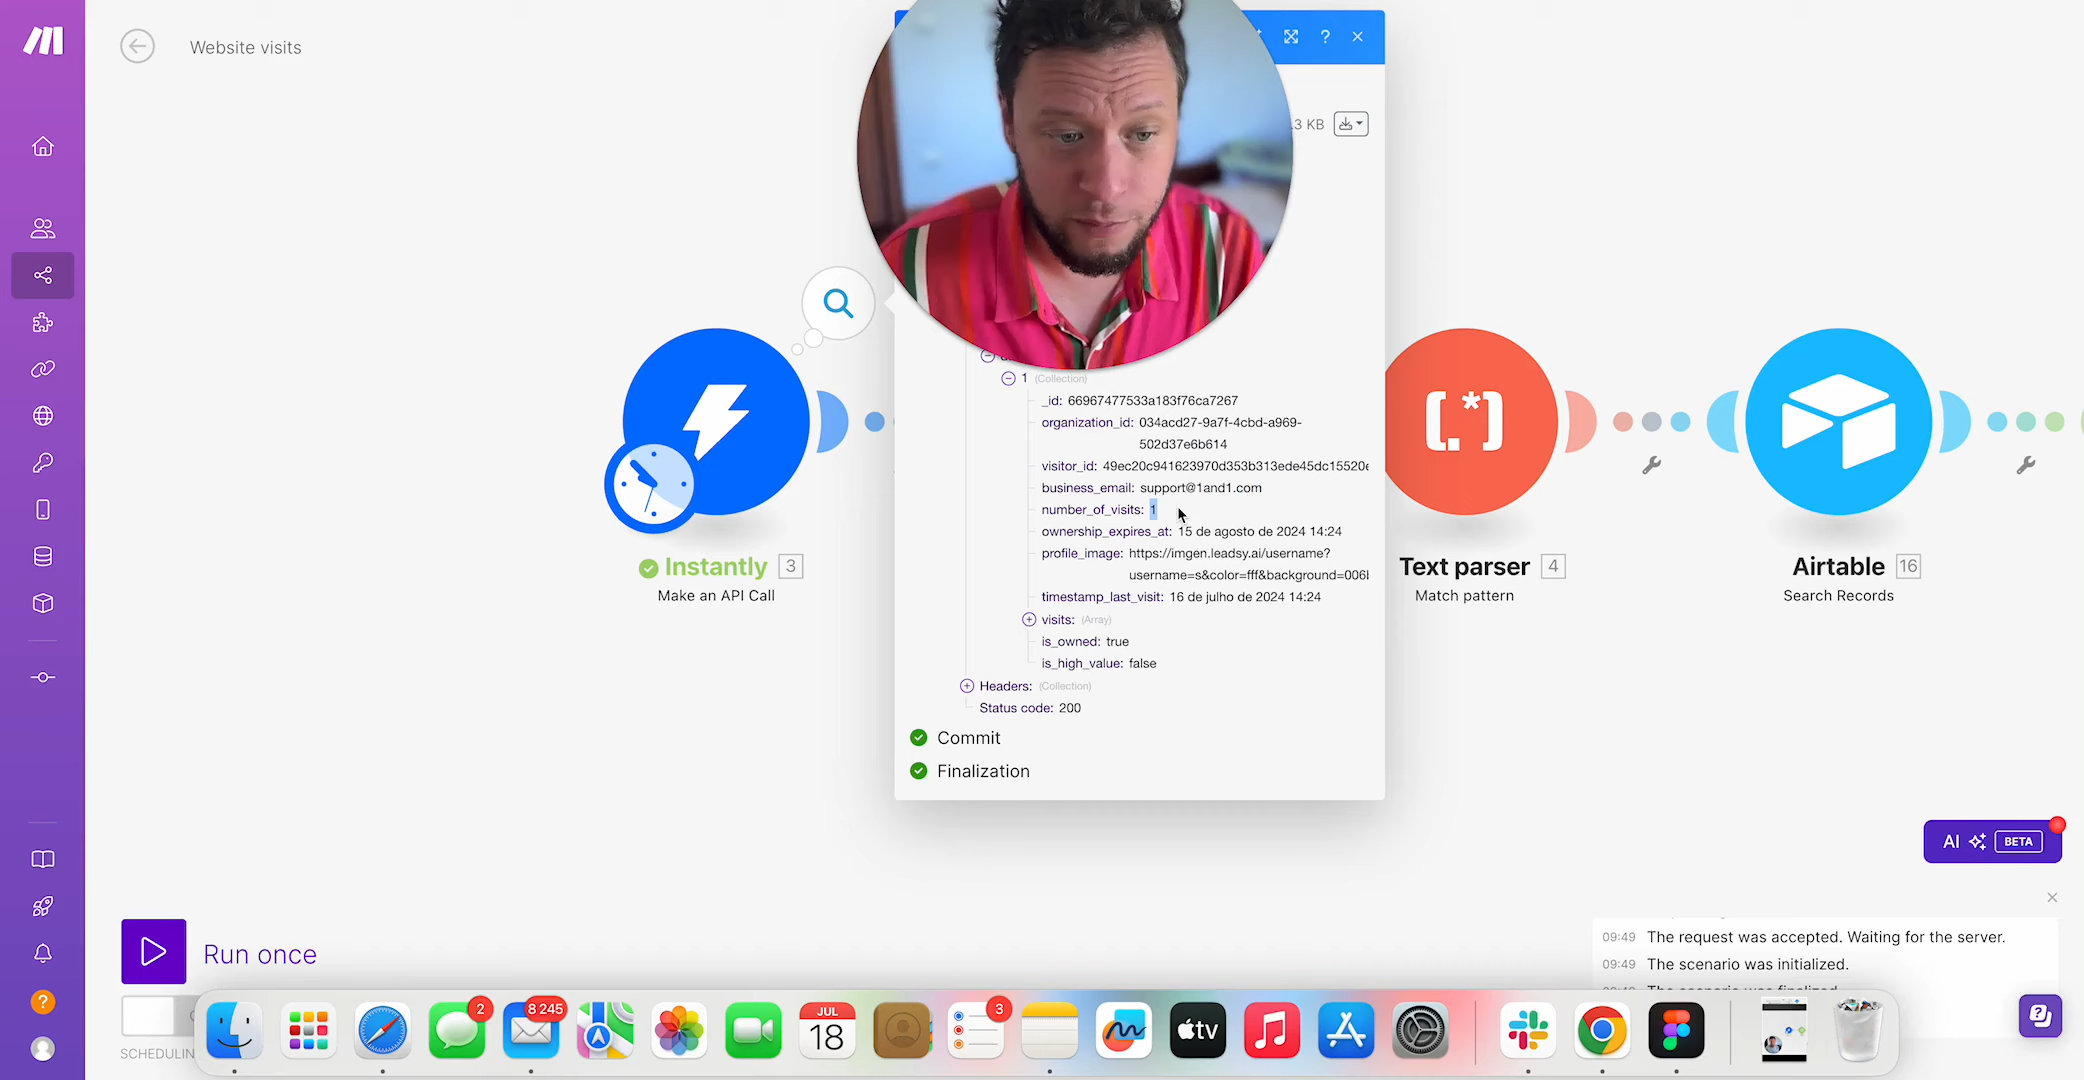 Website visits
?
.3 KB
1 (Collection)
_id: 66967477533a183f76ca7267
organization_id: 034acd27-9a7f-4cbd-a969-
502d37e6b614
visitor_id: 49ec20c941623970d353b313ede45dc15520e
business_email: support@1and1.com
number_of_visits: 1
ownership_expires_at: 15 de agosto de 2024 14:24
profile_image: https://imgen.leadsy.ai/username?
username=s&color=fff&background=006b
timestamp_last_visit: 16 de julho de 2024 14:24
visits: (Array)
is_owned: true
is_high_value: false
Headers: (Collection)
Status code: 200
Commit
Finalization
Instantly 3
Make an API Call
[.*]
Text parser 4
Match pattern
Airtable 16
Search Records
AI BETA
Run once
09:49 The request was accepted. Waiting for the server.
09:49 The scenario was initialized.
SCHEDULIN
?
2
8 245
JUL
18
3
tv
?